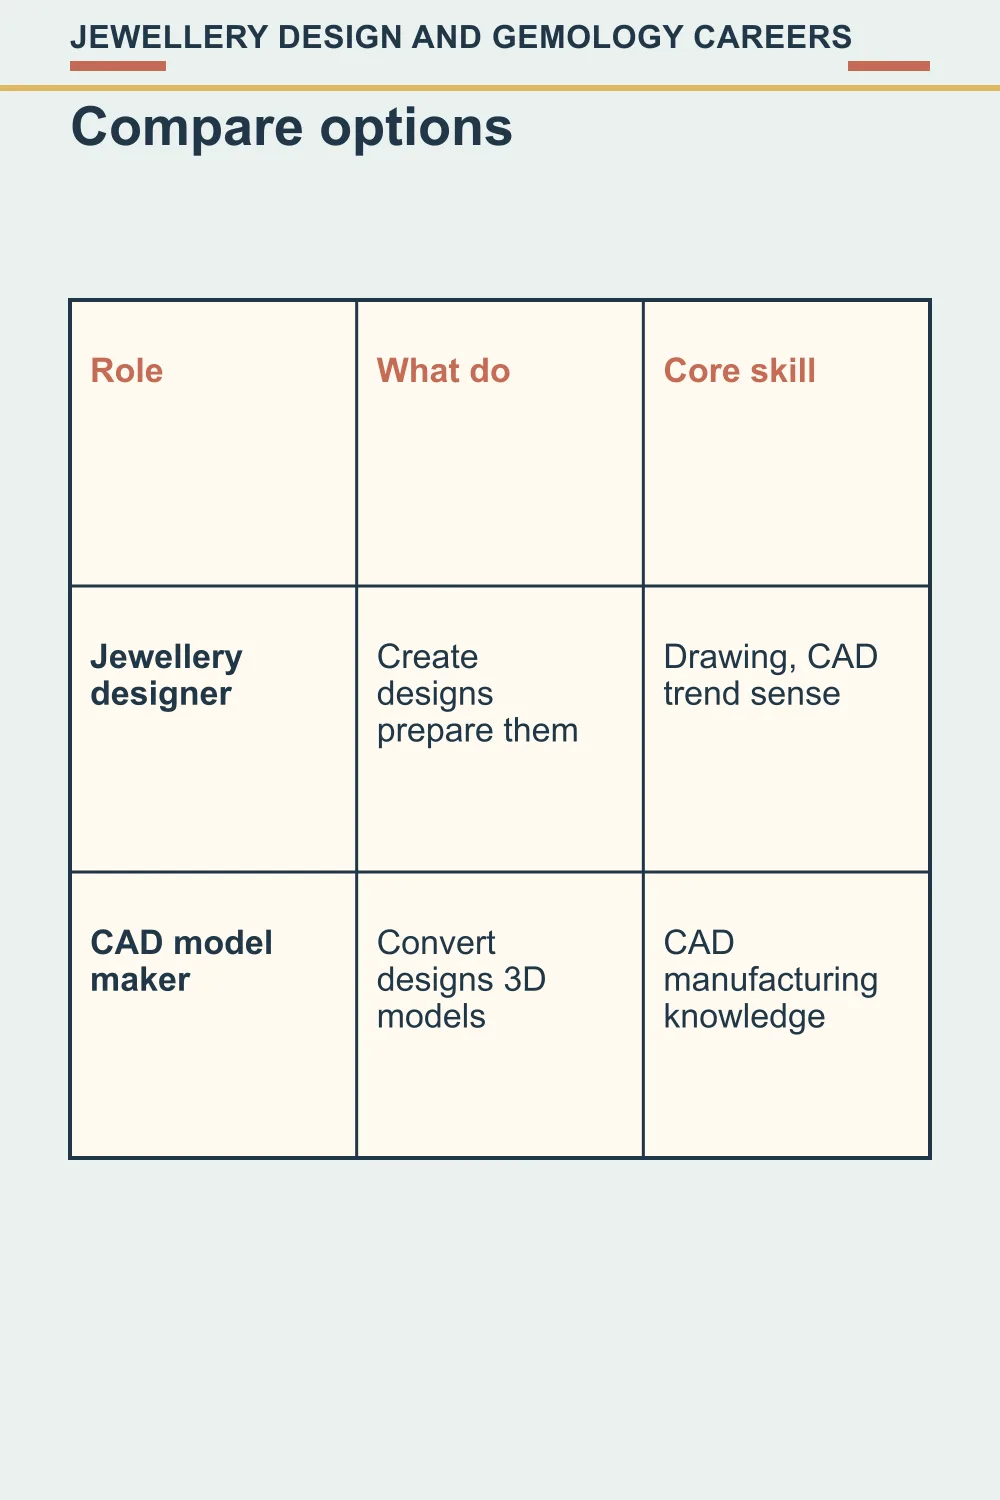 JEWELLERY DESIGN AND GEMOLOGY CAREERS
Compare options
Role
What do
Core skill
Jewellery
designer
Create
designs
prepare them
Drawing, CAD
trend sense
CAD model
maker
Convert
designs 3D
models
CAD
manufacturing
knowledge